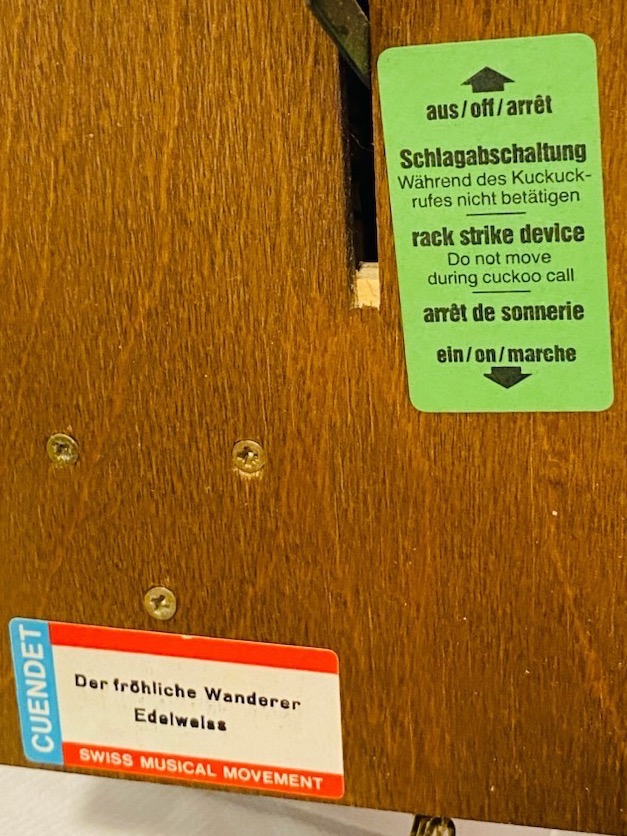 aus/off/arrêt
Schlagabschaltung
Während des Kuckuck-
rufes nicht betätigen
rack strike device
Do not move
during cuckoo call
arrêt de sonnerie
ein/on/marche
CUENDET
Der fröhliche Wanderer
Edelweiss
SWISS MUSICAL MOVEMENT